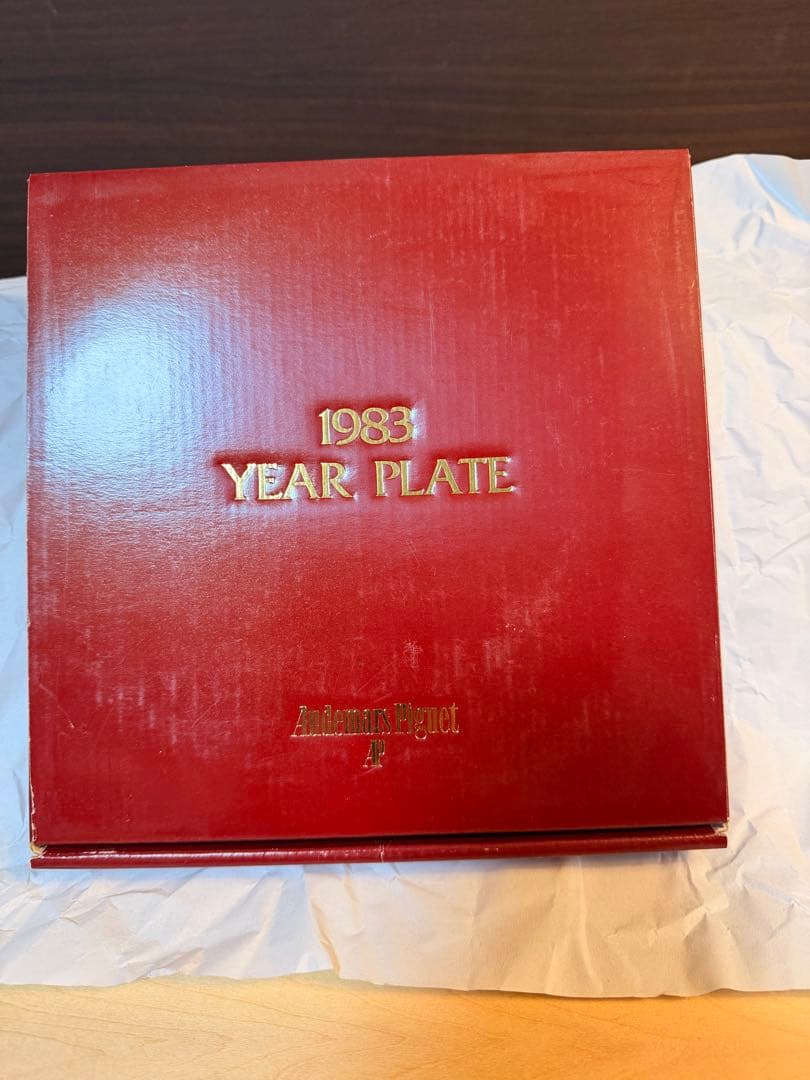 1983
YEAR PLATE
Audemars Piguet
AP